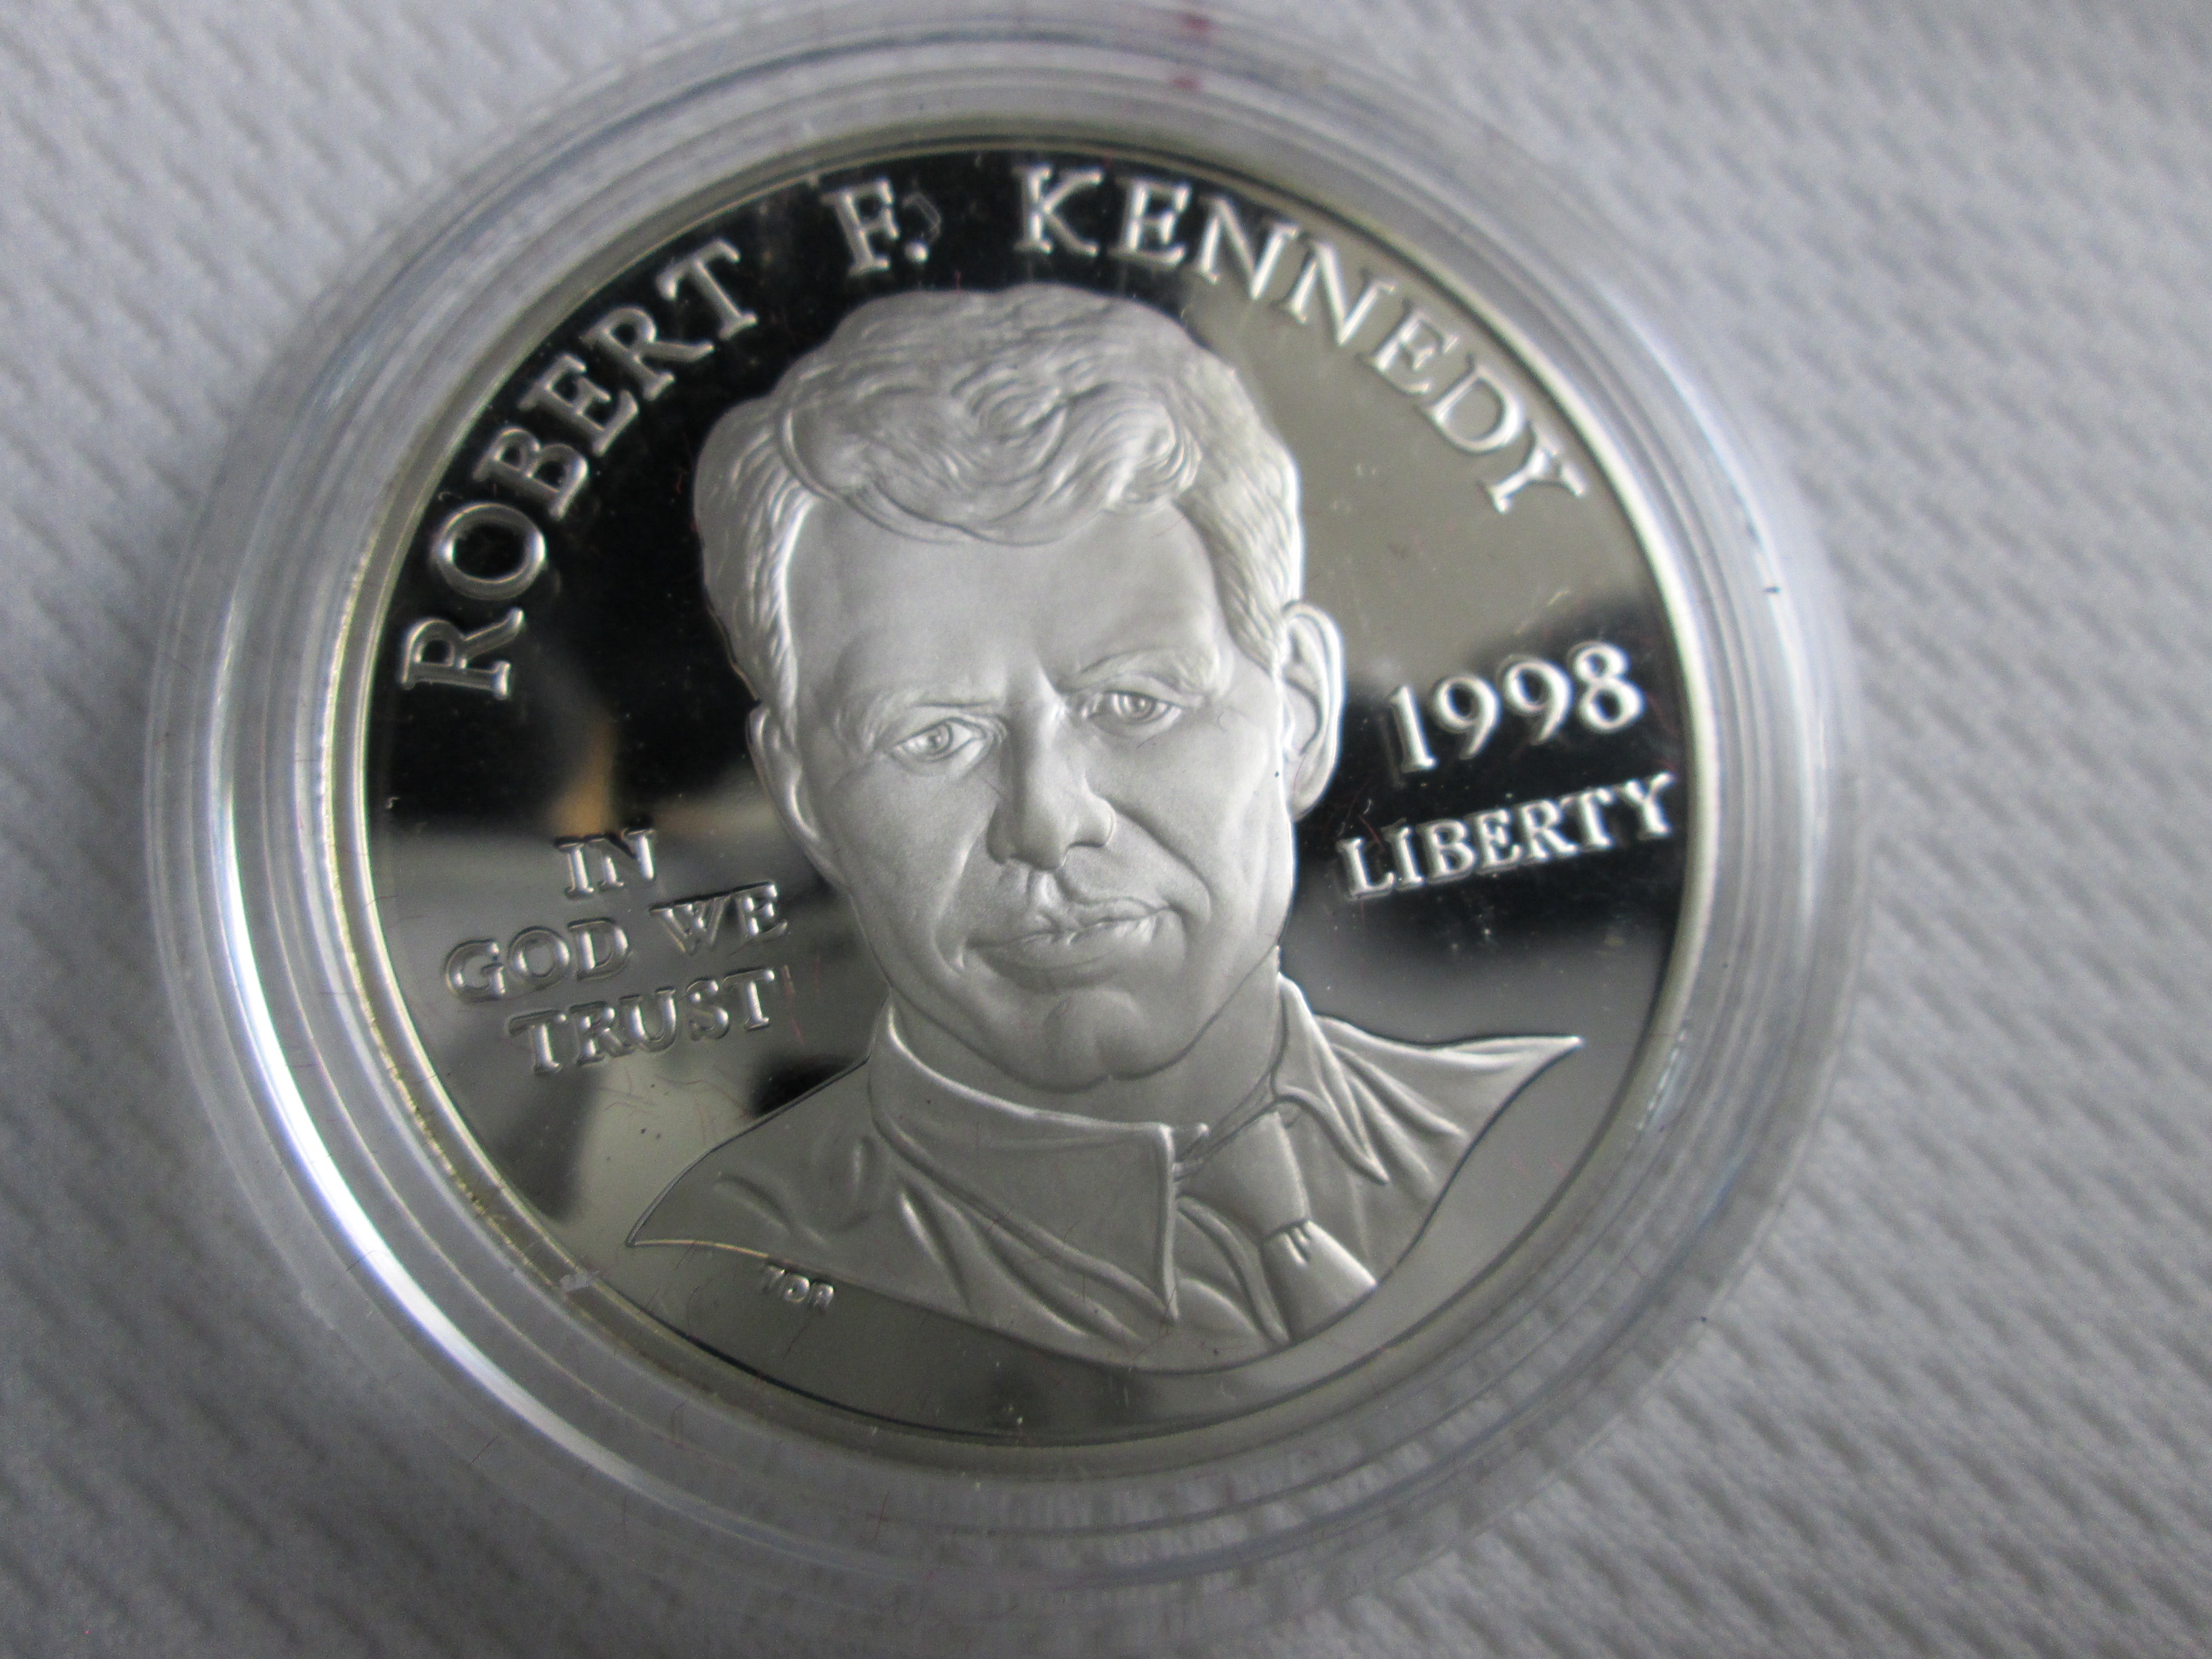 ROBERT F. KENNEDY
1998
LIBERTY
IN
GOD WE
TRUST
TDR